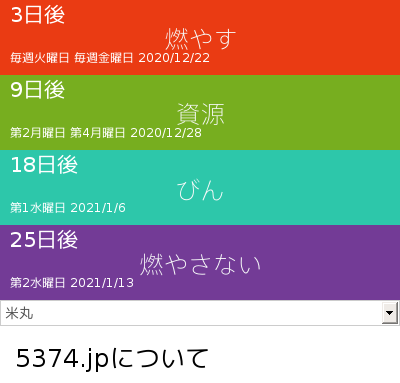 3日後
燃やす
毎週火曜日 毎週金曜日 2020/12/22
9日後
資源
第2月曜日 第4月曜日 2020/12/28
18日後
びん
第1水曜日 2021/1/6
25日後
燃やさない
第2水曜日 2021/1/13
米丸
5374.jpについて